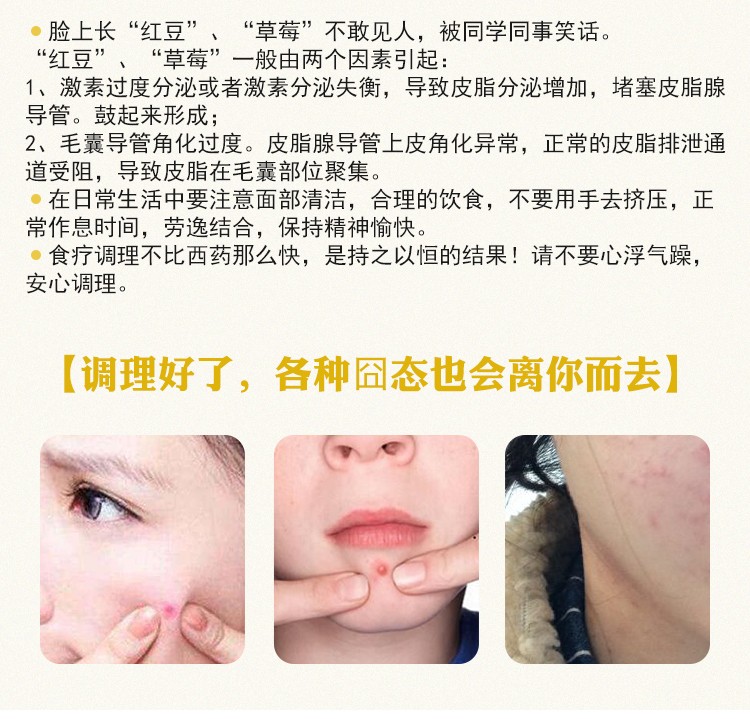 ●脸上长“红豆”、“草莓”不敢见人，被同学同事笑话。
“红豆”、“草莓”一般由两个因素引起：
1、激素过度分泌或者激素分泌失衡，导致皮脂分泌增加，堵塞皮脂腺
导管。鼓起来形成；
2、毛囊导管角化过度。皮脂腺导管上皮角化异常，正常的皮脂排泄通
道受阻，导致皮脂在毛囊部位聚集。
●在日常生活中要注意面部清洁，合理的饮食，不要用手去挤压，正
常作息时间，劳逸结合，保持精神愉快。
●食疗调理不比西药那么快，是持之以恒的结果！请不要心浮气躁，
安心调理。
【调理好了，各种囧态也会离你而去】